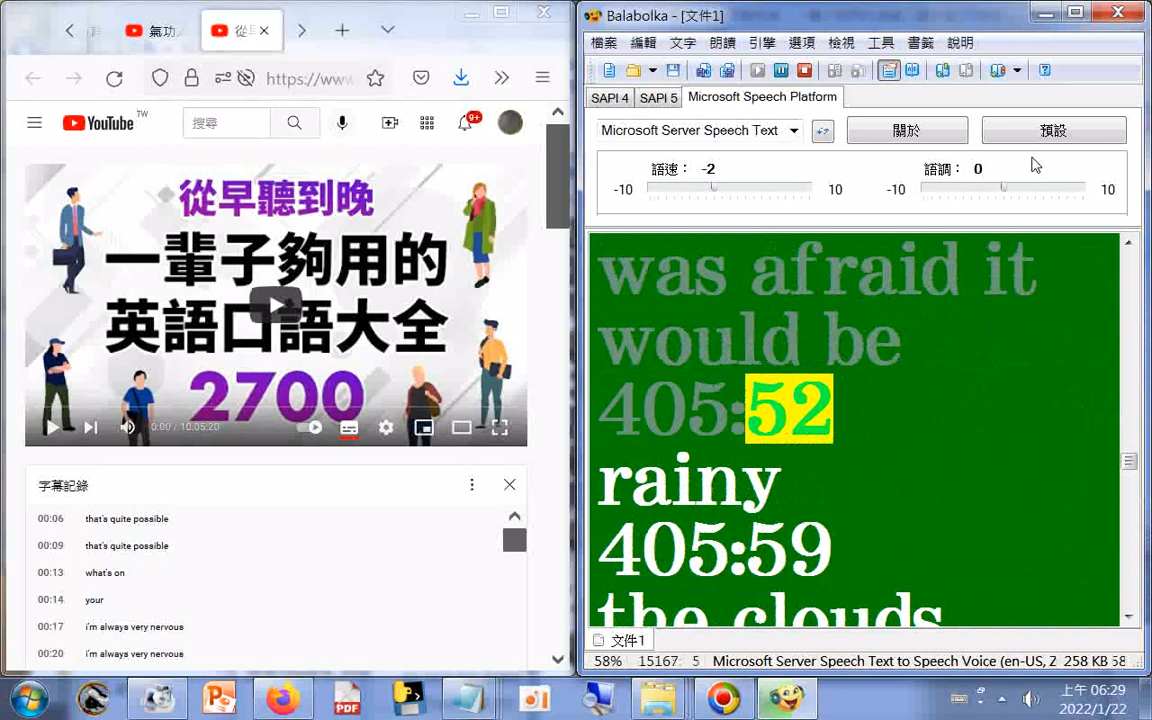 氣功
從
https://www
Balabolka - [文件1]
檔案 編輯 文字 朗讀 引擎 選項 檢視 工具 書籤 說明
YouTube TW
搜尋
9+
SAPI 4 SAPI 5 Microsoft Speech Platform
Microsoft Server Speech Text
關於
預設
語速： -2
-10 10
語調： 0
-10 10
從早聽到晚
一輩子夠用的
英語口語大全
2700
0:00 / 10:05:20
字幕記錄
00:06 that's quite possible
00:09 that's quite possible
00:13 what's on
00:14 your
00:17 i'm always very nervous
00:20 i'm always very nervous
was afraid it
would be
405:52
rainy
405:59
the clouds
文件1
58% 15167: 5 Microsoft Server Speech Text to Speech Voice (en-US, Z 258 KB 58
PDF
上午 06:29
2022/1/22